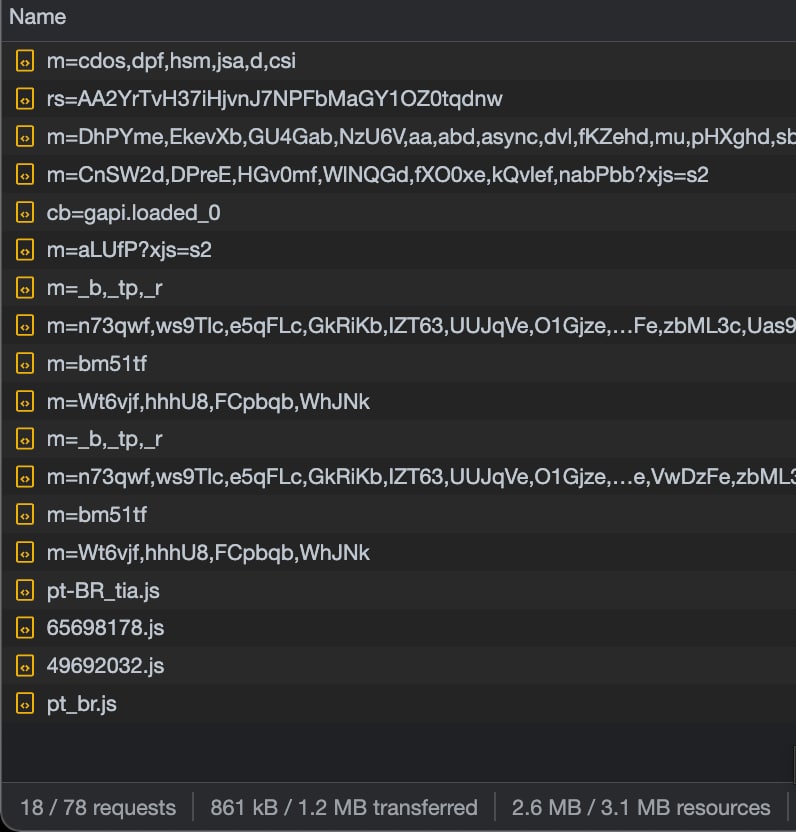 Name
m=cdos,dpf,hsm,jsa,d,csi
rs=AA2YrTvH37iHjvnJ7NPFbMaGY1OZ0tqdnw
m=DhPYme,EkevXb,GU4Gab,NzU6V,aa,abd,async,dvl,fKZehd,mu,pHXghd,sb
m=CnSW2d,DPreE,HGv0mf,WlNQGd,fXO0xe,kQvlef,nabPbb?xjs=s2
cb=gapi.loaded_0
m=aLUfP?xjs=s2
m=_b,_tp,_r
m=n73qwf,ws9Tlc,e5qFLc,GkRiKb,IZT63,UUJqVe,O1Gjze,…Fe,zbML3c,Uas9
m=bm51tf
m=Wt6vjf,hhhU8,FCpbqb,WhJNk
m=_b,_tp,_r
m=n73qwf,ws9Tlc,e5qFLc,GkRiKb,IZT63,UUJqVe,O1Gjze,…e,VwDzFe,zbML3
m=bm51tf
m=Wt6vjf,hhhU8,FCpbqb,WhJNk
pt-BR_tia.js
65698178.js
49692032.js
pt_br.js
18 / 78 requests
861 kB / 1.2 MB transferred
2.6 MB / 3.1 MB resources